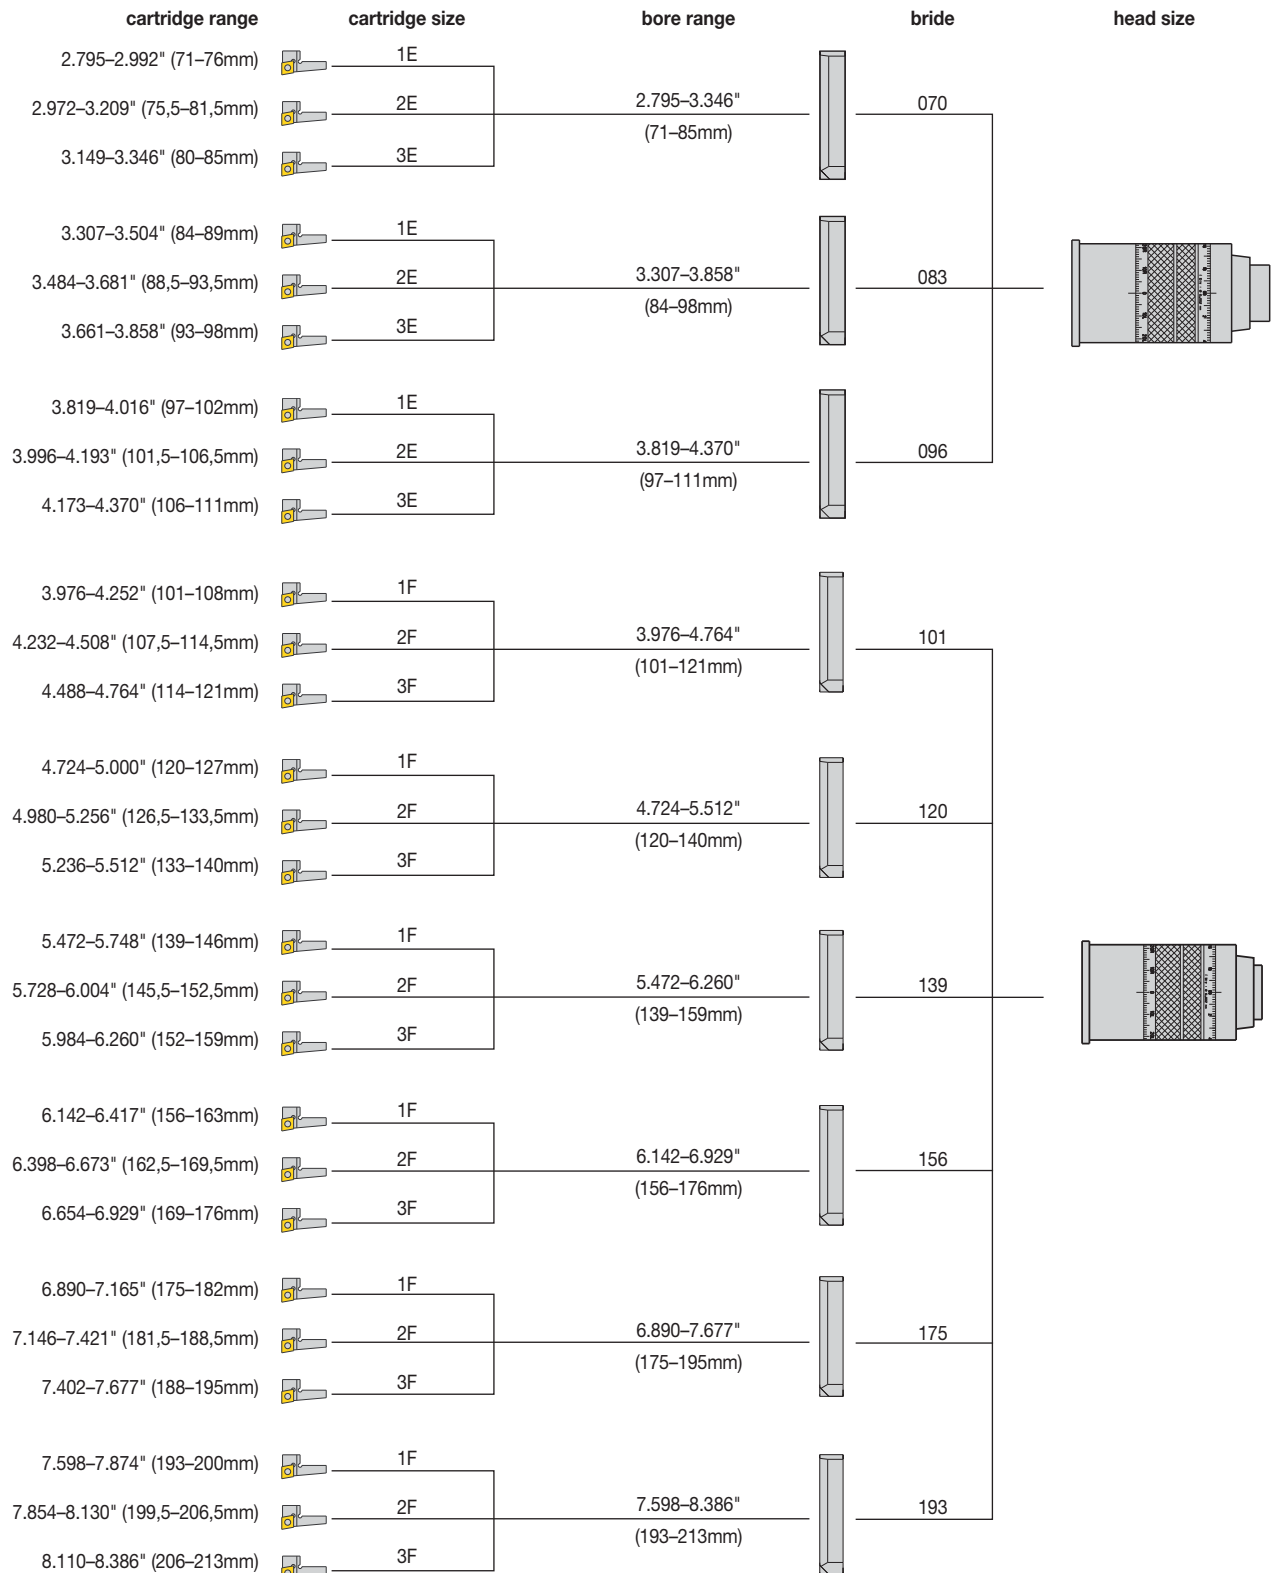 cartridge range cartridge size bore range bride head size
2.795–2.992" (71–76mm) 1E
2.972–3.209" (75,5–81,5mm) 2E 2.795–3.346" 070
(71–85mm)
3.149–3.346" (80–85mm) 3E
3.307–3.504" (84–89mm) 1E
3.484–3.681" (88,5–93,5mm) 2E 3.307–3.858" 083
(84–98mm)
3.661–3.858" (93–98mm) 3E
3.819–4.016" (97–102mm) 1E
3.996–4.193" (101,5–106,5mm) 2E 3.819–4.370" 096
(97–111mm)
4.173–4.370" (106–111mm) 3E
3.976–4.252" (101–108mm) 1F
4.232–4.508" (107,5–114,5mm) 2F 3.976–4.764" 101
(101–121mm)
4.488–4.764" (114–121mm) 3F
4.724–5.000" (120–127mm) 1F
4.980–5.256" (126,5–133,5mm) 2F 4.724–5.512" 120
(120–140mm)
5.236–5.512" (133–140mm) 3F
5.472–5.748" (139–146mm) 1F
5.728–6.004" (145,5–152,5mm) 2F 5.472–6.260" 139
(139–159mm)
5.984–6.260" (152–159mm) 3F
6.142–6.417" (156–163mm) 1F
6.398–6.673" (162,5–169,5mm) 2F 6.142–6.929" 156
(156–176mm)
6.654–6.929" (169–176mm) 3F
6.890–7.165" (175–182mm) 1F
7.146–7.421" (181,5–188,5mm) 2F 6.890–7.677" 175
(175–195mm)
7.402–7.677" (188–195mm) 3F
7.598–7.874" (193–200mm) 1F
7.854–8.130" (199,5–206,5mm) 2F 7.598–8.386" 193
(193–213mm)
8.110–8.386" (206–213mm) 3F